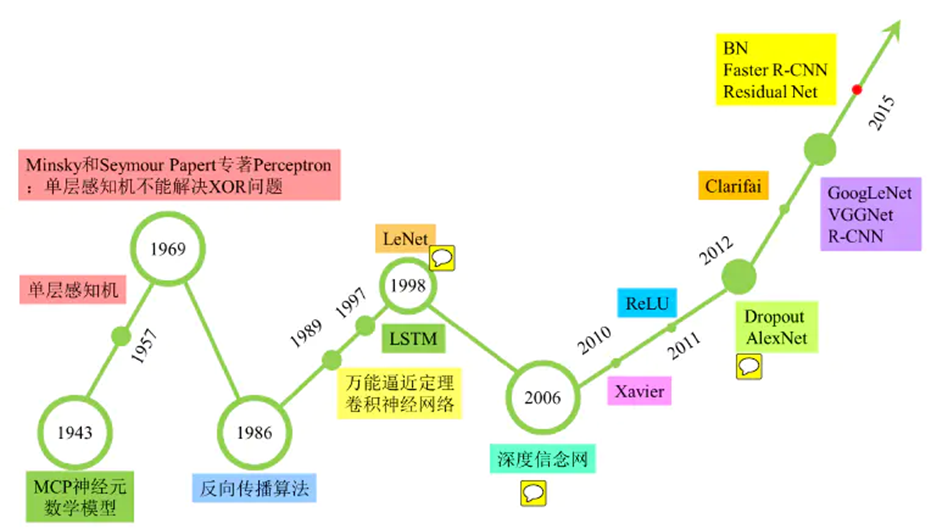 BN
Faster R-CNN
Residual Net
2015
Minsky和Seymour Papert专著Perceptron
：单层感知机不能解决XOR问题
Clarifai
GoogLeNet
VGGNet
R-CNN
1969
LeNet
2012
单层感知机
1998
1997
ReLU
1989
Dropout
AlexNet
1957
LSTM
2010
2011
万能逼近定理
卷积神经网络
Xavier
2006
1943
1986
深度信念网
MCP神经元
数学模型
反向传播算法